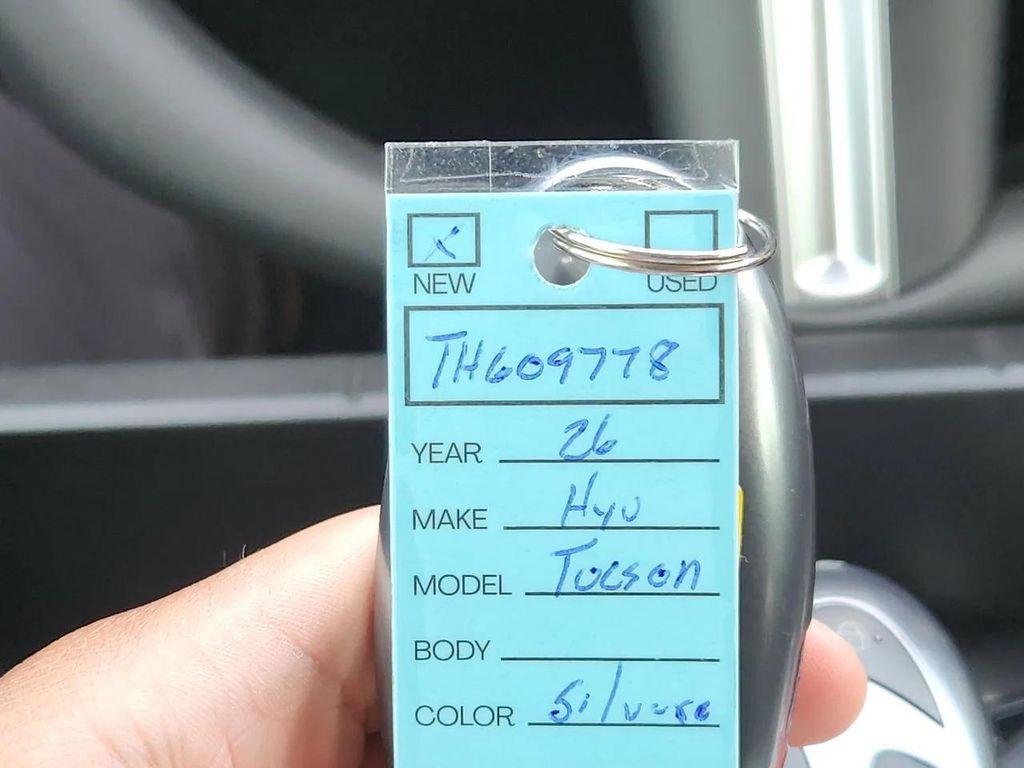 X
NEW USED
TH609778
YEAR 26
MAKE Hyu
MODEL Tucson
BODY
COLOR